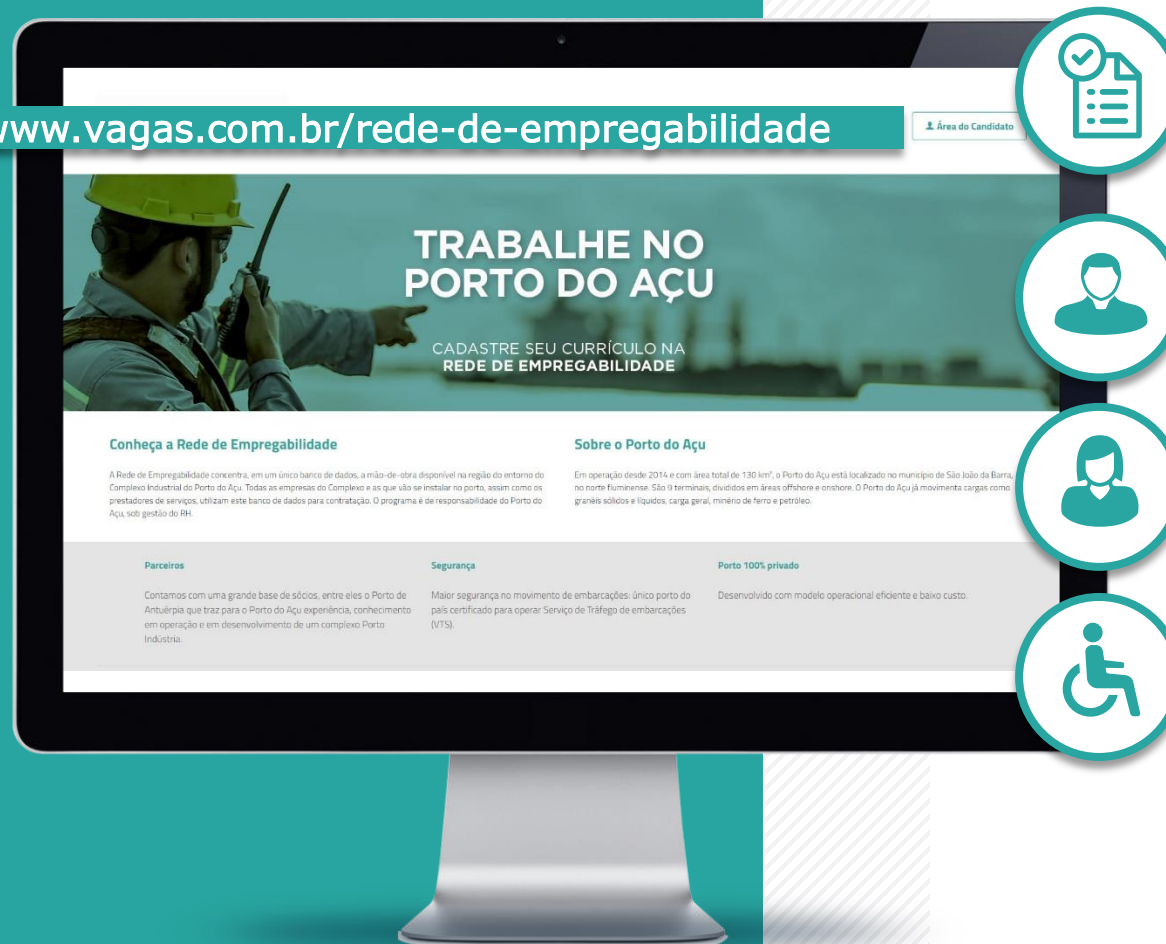 www.vagas.com.br/rede-de-empregabilidade
Área do Candidato
TRABALHE NO
PORTO DO AÇU
CADASTRE SEU CURRÍCULO NA
REDE DE EMPREGABILIDADE
Conheça a Rede de Empregabilidade
A Rede de Empregabilidade concentra, em um único banco de dados, a mão-de-obra disponível na região do entorno do
Complexo Industrial do Porto do Açu. Todas as empresas do Complexo e as que vão se instalar no porto, assim como os
prestadores de serviços, utilizam este banco de dados para contratação. O programa é de responsabilidade do Porto do
Açu, sob gestão do RH.
Sobre o Porto do Açu
Em operação desde 2014 e com área total de 130 km², o Porto do Açu está localizado no município de São João da Barra,
no norte fluminense. São 9 terminais, divididos em áreas offshore e onshore. O Porto do Açu já movimenta cargas como
granéis sólidos e líquidos, carga geral, minério de ferro e petróleo.
Parceiros
Contamos com uma grande base de sócios, entre eles o Porto de
Antuérpia que traz para o Porto do Açu experiência, conhecimento
em operação e em desenvolvimento de um complexo Porto
Indústria.
Segurança
Maior segurança no movimento de embarcações: único porto do
país certificado para operar Serviço de Tráfego de embarcações
(VTS).
Porto 100% privado
Desenvolvido com modelo operacional eficiente e baixo custo.